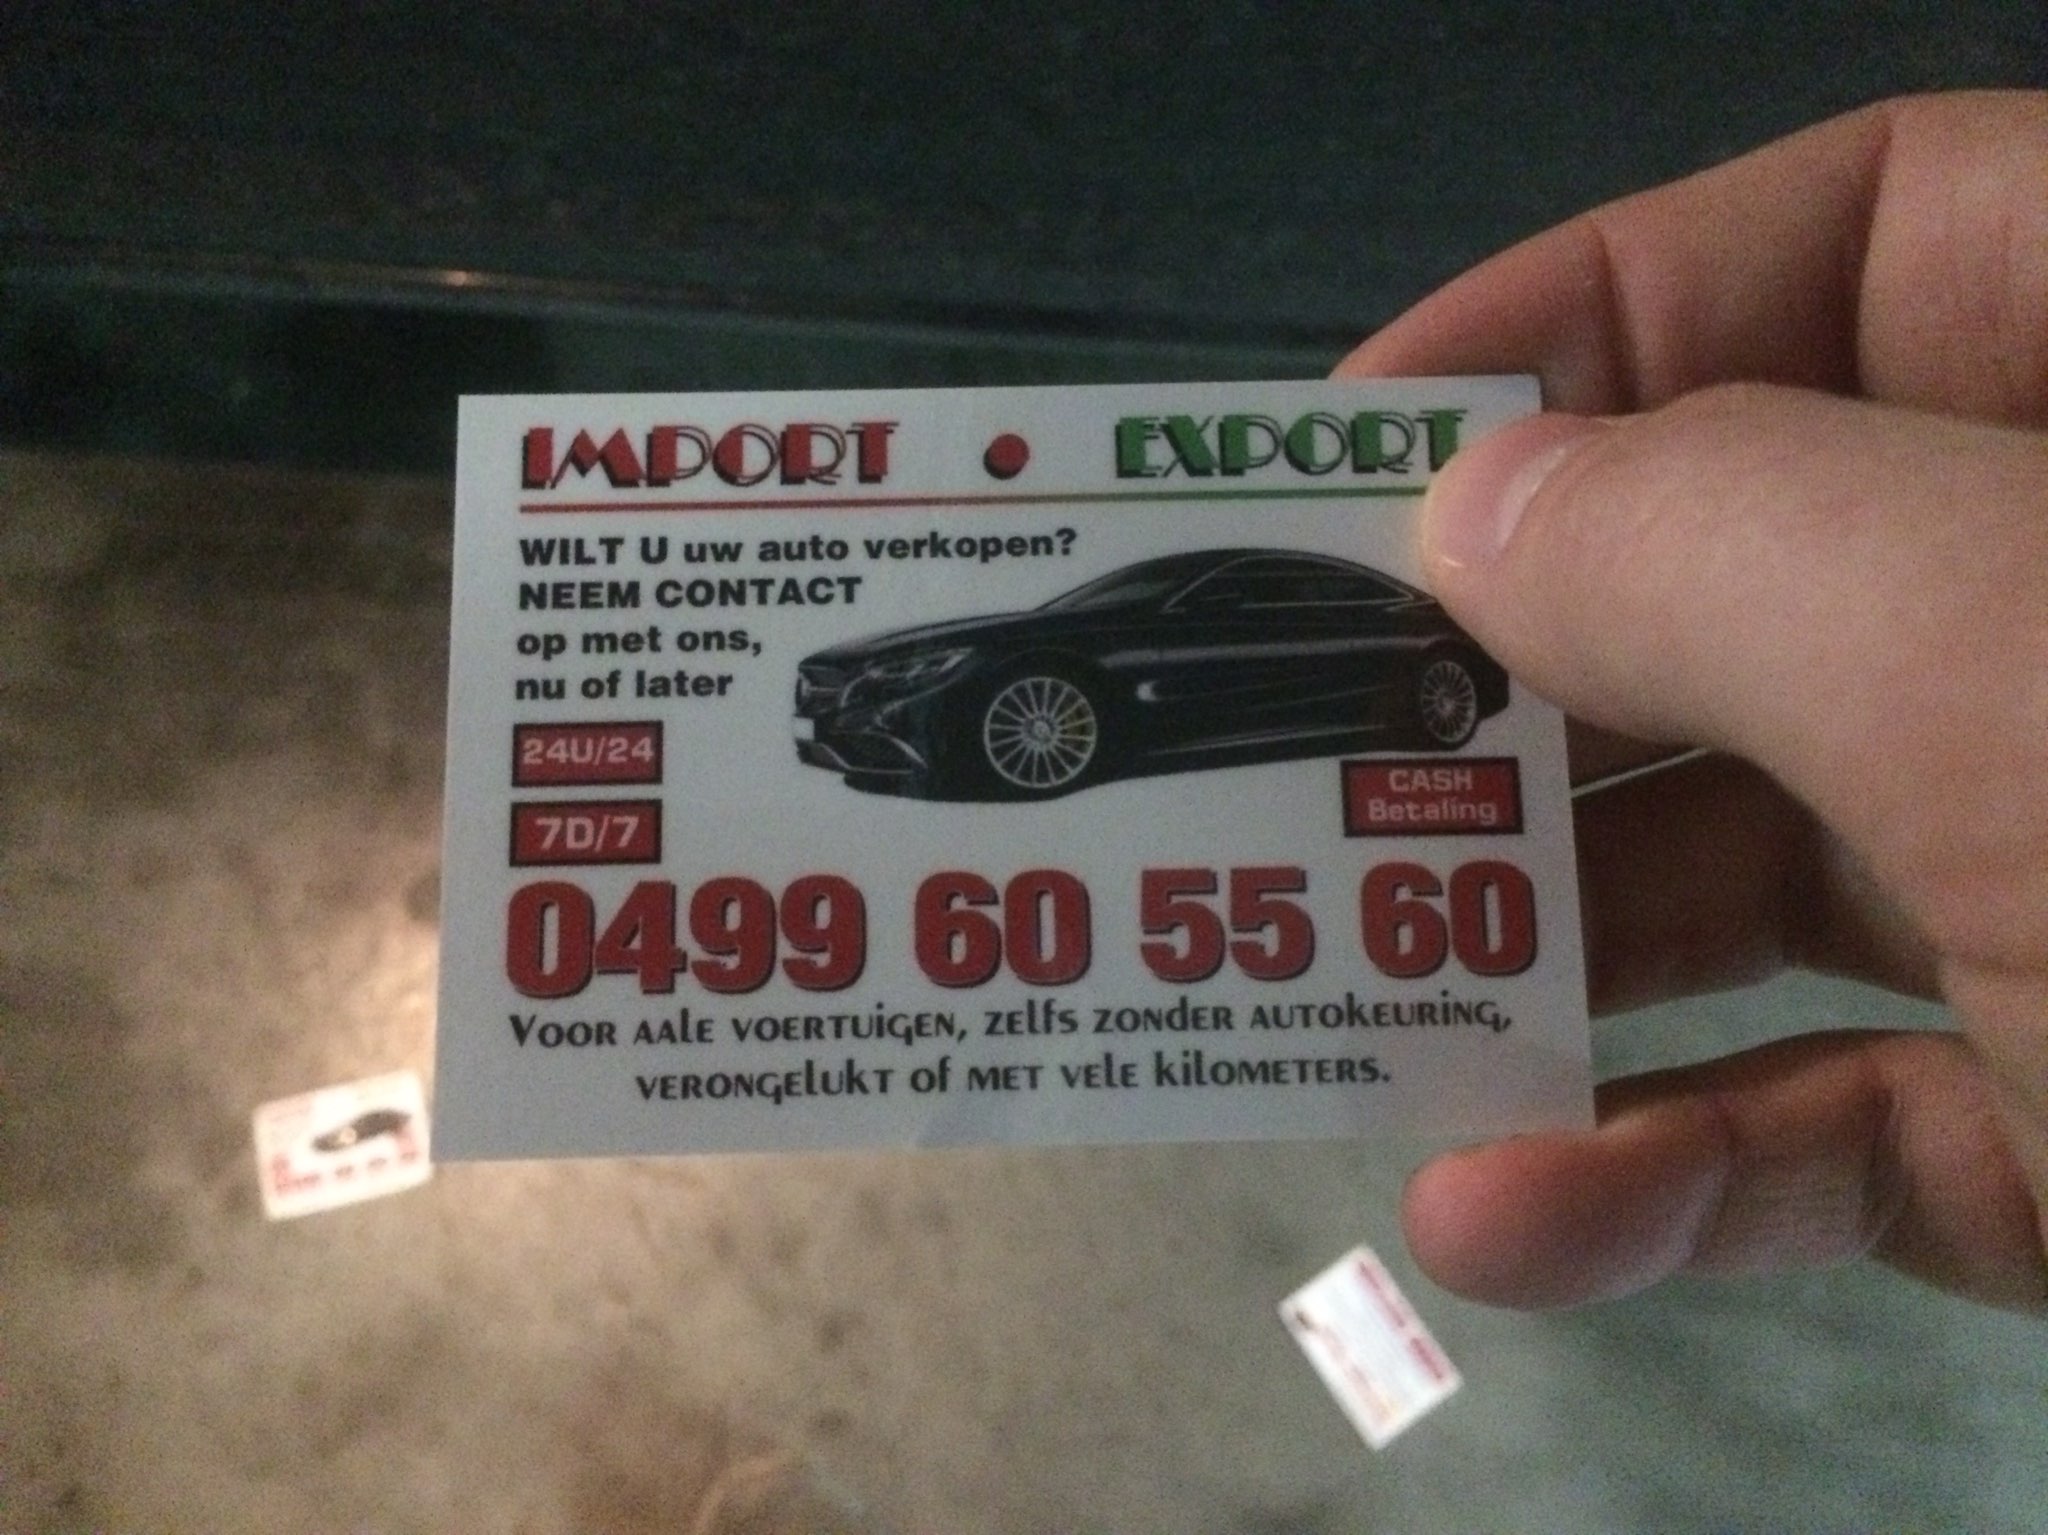 IMPORT • EXPORT
WILT U uw auto verkopen?
NEEM CONTACT
op met ons,
nu of later
24U/24
7D/7
CASH
Betaling
0499 60 55 60
Voor aale voertuigen, zelfs zonder autokeuring,
verongelukt of met vele kilometers.